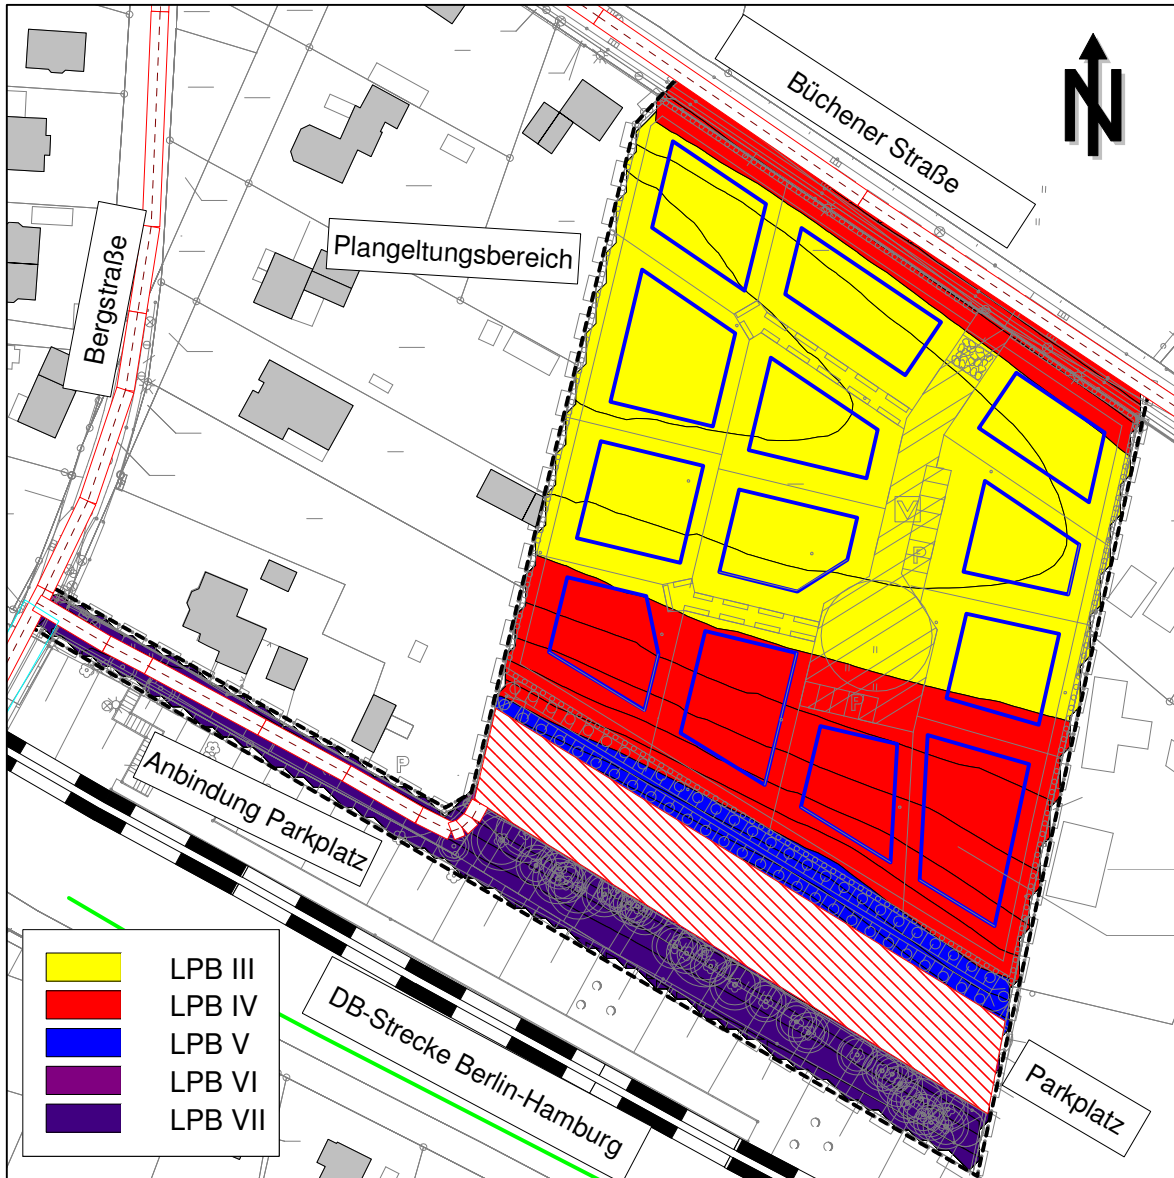 N
Büchener Straße
Plangeltungsbereich
Bergstraße
V
P
F
P
Anbindung Parkplatz
DB-Strecke Berlin-Hamburg
Parkplatz
LPB III
LPB IV
LPB V
LPB VI
LPB VII